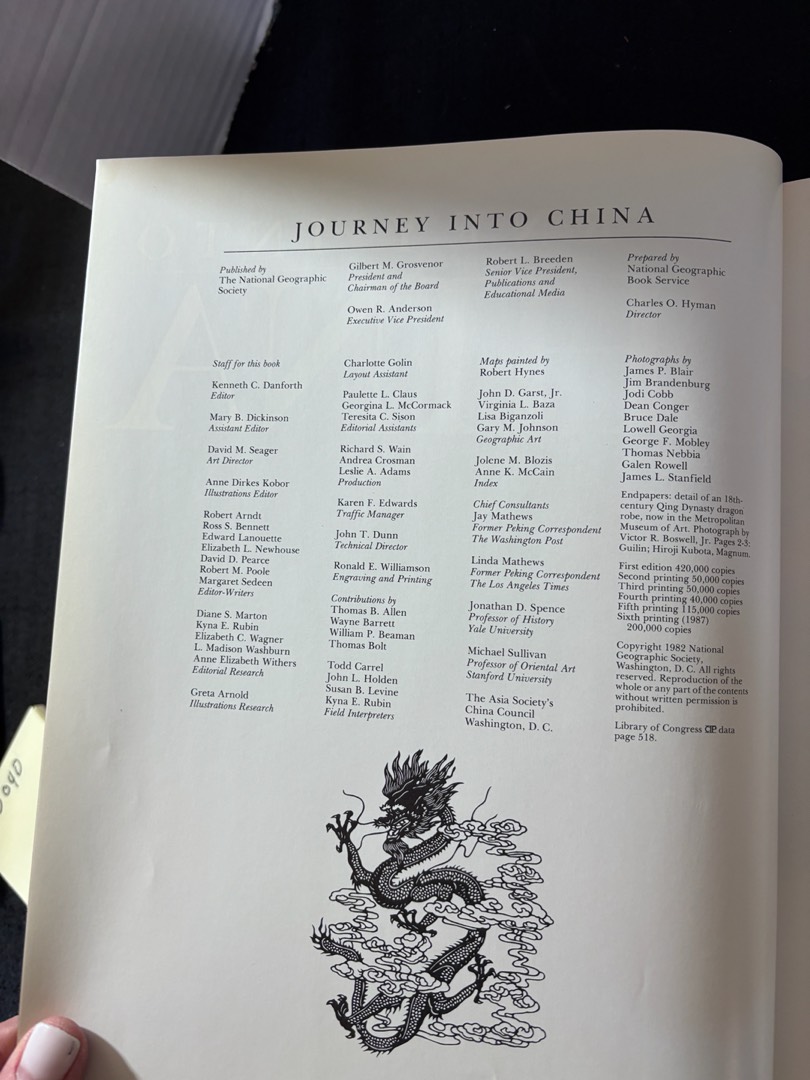 JOURNEY INTO CHINA
Published by
The National Geographic
Society
Gilbert M. Grosvenor
President and
Chairman of the Board
Owen R. Anderson
Executive Vice President
Robert L. Breeden
Senior Vice President,
Publications and
Educational Media
Prepared by
National Geographic
Book Service
Charles O. Hyman
Director
Staff for this book
Kenneth C. Danforth
Editor
Mary B. Dickinson
Assistant Editor
David M. Seager
Art Director
Anne Dirkes Kobor
Illustrations Editor
Robert Arndt
Ross S. Bennett
Edward Lanouette
Elizabeth L. Newhouse
David D. Pearce
Robert M. Poole
Margaret Sedeen
Editor-Writers
Diane S. Marton
Kyna E. Rubin
Elizabeth C. Wagner
L. Madison Washburn
Anne Elizabeth Withers
Editorial Research
Greta Arnold
Illustrations Research
Charlotte Golin
Layout Assistant
Paulette L. Claus
Georgina L. McCormack
Teresita C. Sison
Editorial Assistants
Richard S. Wain
Andrea Crosman
Leslie A. Adams
Production
Karen F. Edwards
Traffic Manager
John T. Dunn
Technical Director
Ronald E. Williamson
Engraving and Printing
Contributions by
Thomas B. Allen
Wayne Barrett
William P. Beaman
Thomas Bolt
Todd Carrel
John L. Holden
Susan B. Levine
Kyna E. Rubin
Field Interpreters
Maps painted by
Robert Hynes
John D. Garst, Jr.
Virginia L. Baza
Lisa Biganzoli
Gary M. Johnson
Geographic Art
Jolene M. Blozis
Anne K. McCain
Index
Chief Consultants
Jay Mathews
Former Peking Correspondent
The Washington Post
Linda Mathews
Former Peking Correspondent
The Los Angeles Times
Jonathan D. Spence
Professor of History
Yale University
Michael Sullivan
Professor of Oriental Art
Stanford University
The Asia Society's
China Council
Washington, D. C.
Photographs by
James P. Blair
Jim Brandenburg
Jodi Cobb
Dean Conger
Bruce Dale
Lowell Georgia
George F. Mobley
Thomas Nebbia
Galen Rowell
James L. Stanfield
Endpapers: detail of an 18th-
century Qing Dynasty dragon
robe, now in the Metropolitan
Museum of Art. Photograph by
Victor R. Boswell, Jr. Pages 2-3:
Guilin; Hiroji Kubota, Magnum.
First edition 420,000 copies
Second printing 50,000 copies
Third printing 50,000 copies
Fourth printing 40,000 copies
Fifth printing 115,000 copies
Sixth printing (1987)
200,000 copies
Copyright 1982 National
Geographic Society,
Washington, D. C. All rights
reserved. Reproduction of the
whole or any part of the contents
without written permission is
prohibited.
Library of Congress CIP data
page 518.